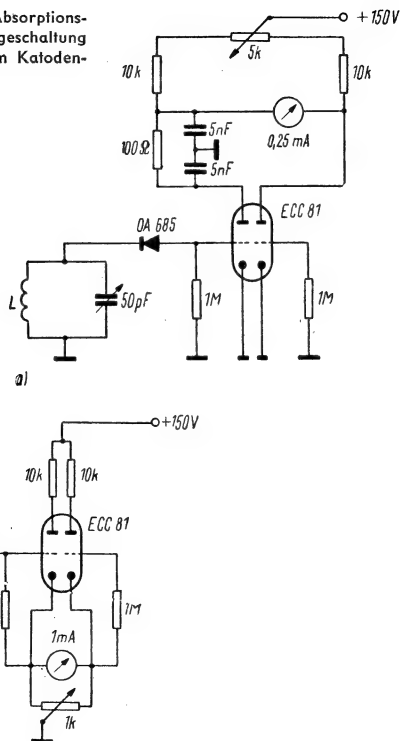 Absorptions-
geschaltung
m Katoden-
+150V
5k
10k
10k
5nF
0,25 mA
100Ω
5nF
ECC 81
OA 685
L
50pF
1M
1M
a)
+150V
10k
10k
ECC 81
1M
1mA
1k